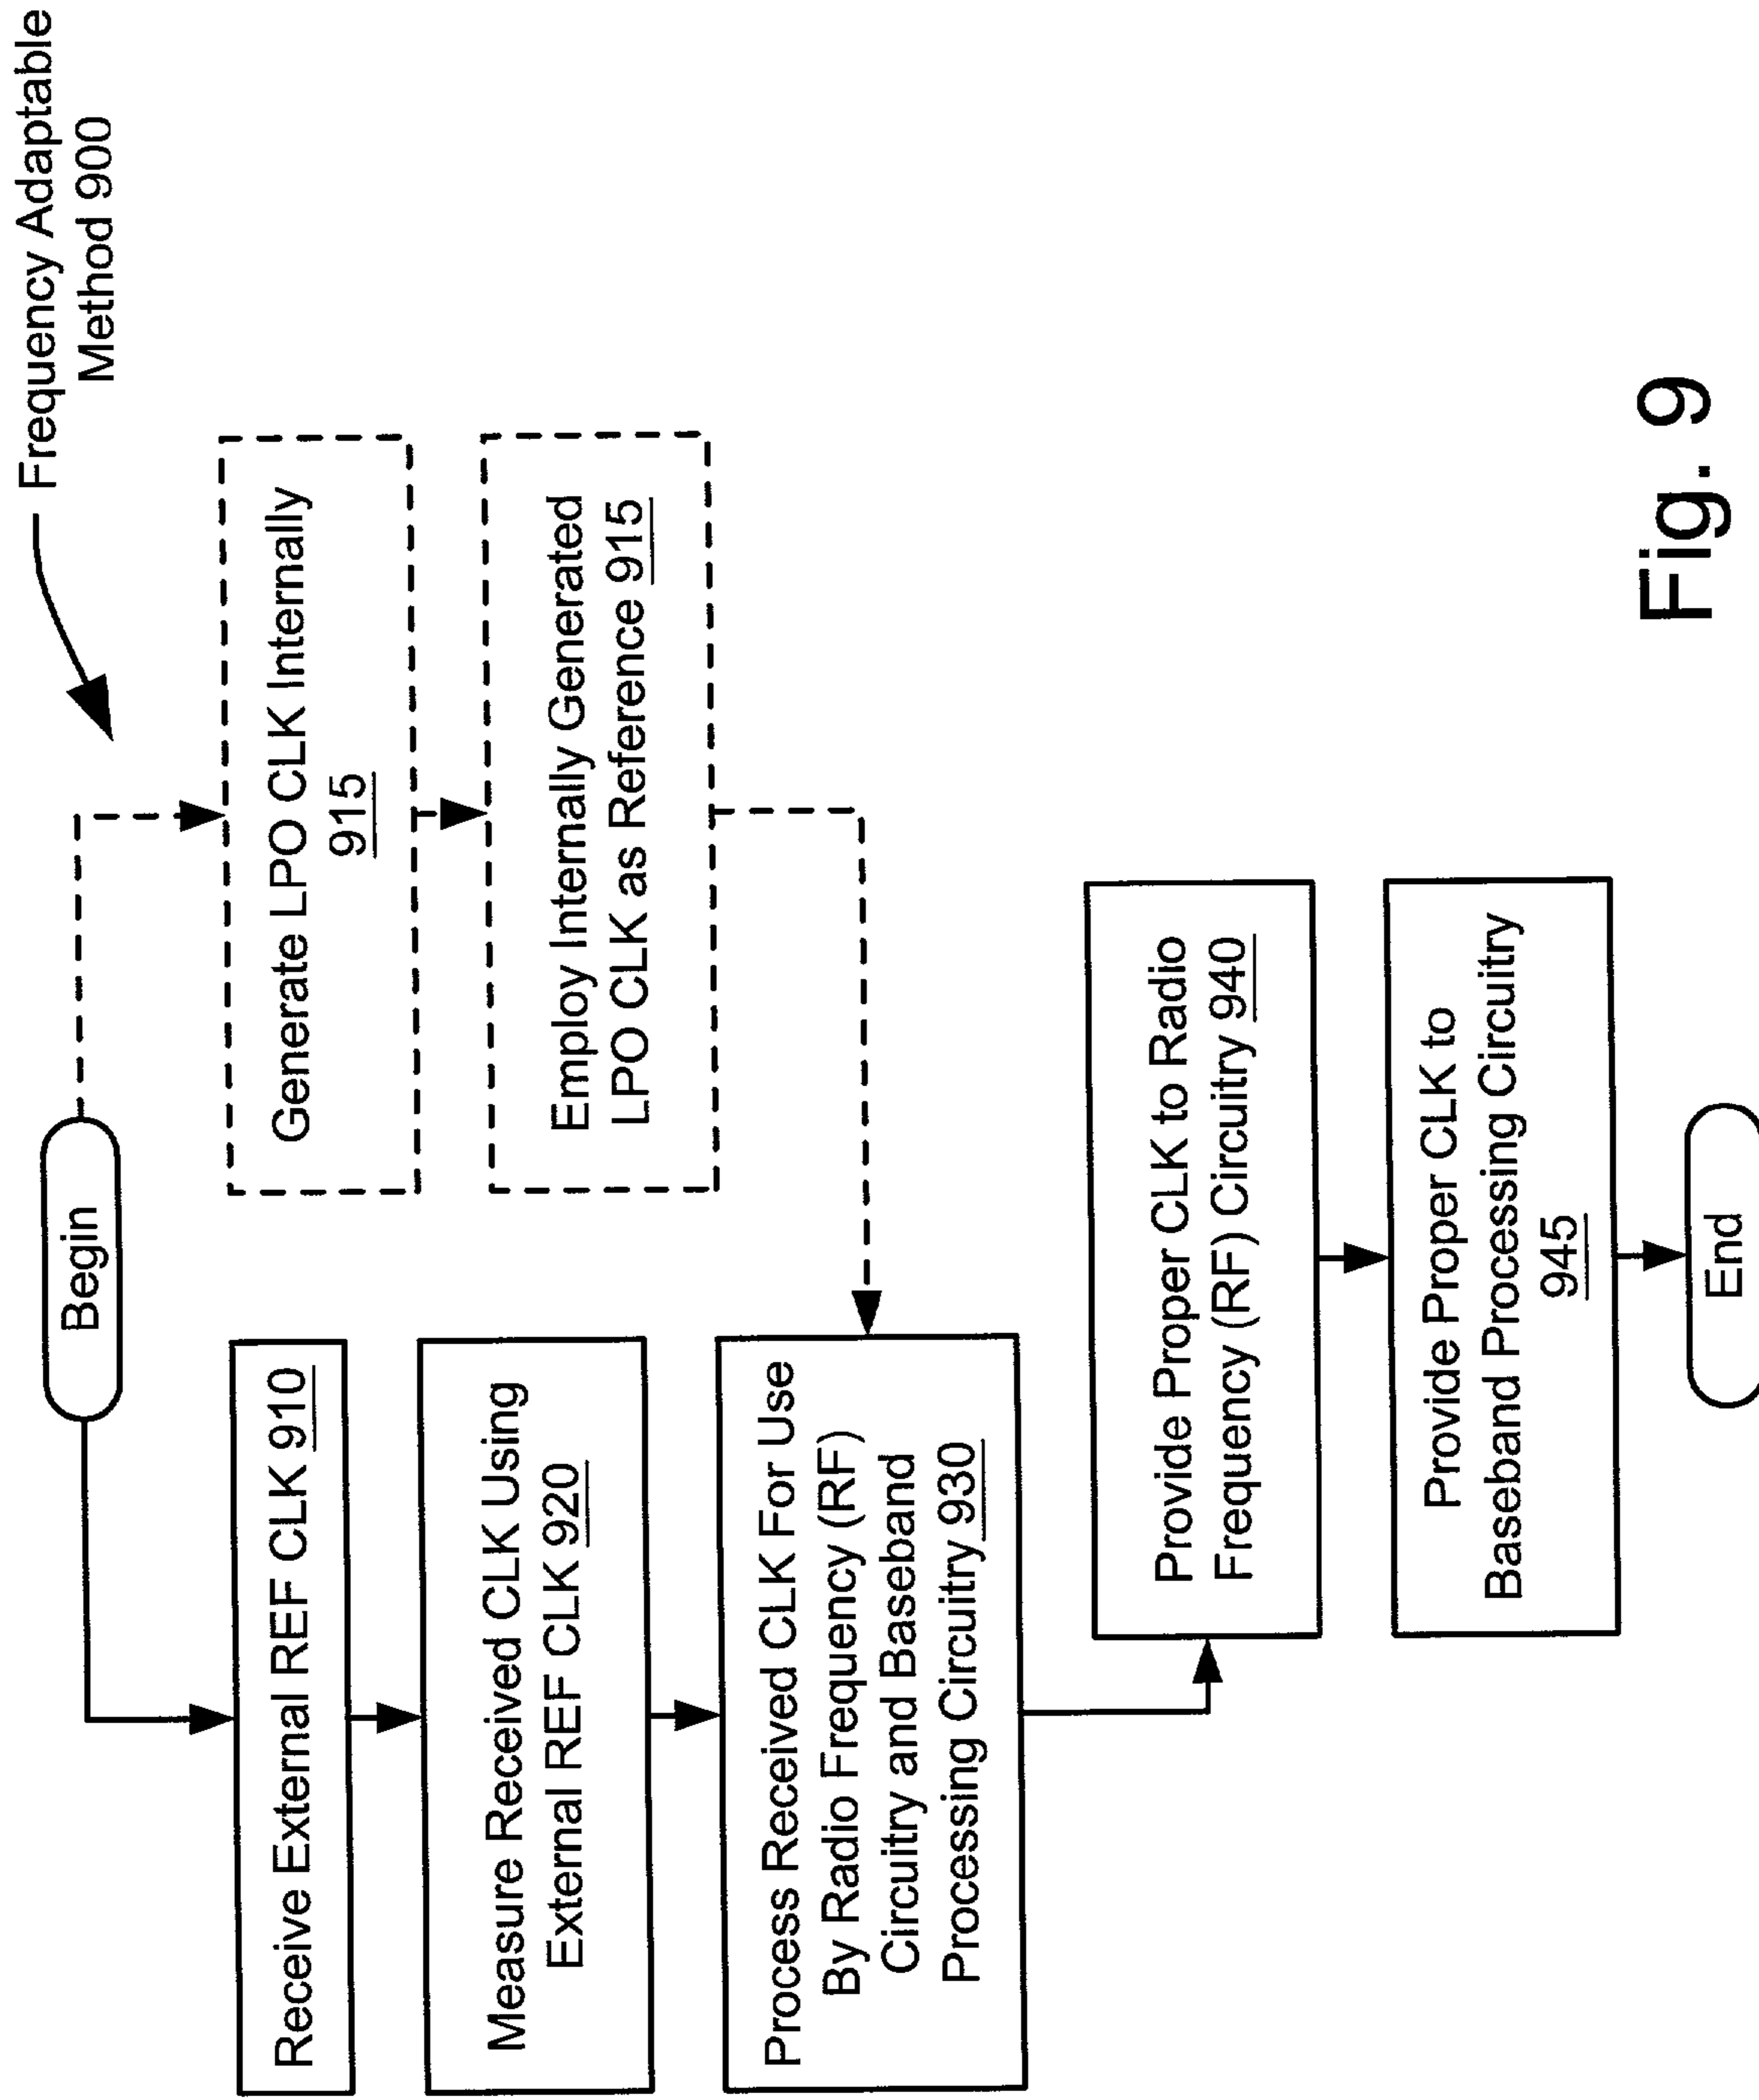 Frequency Adaptable
Method 900
Begin
Receive External REF CLK 910
Measure Received CLK Using
External REF CLK 920
Process Received CLK For Use
By Radio Frequency (RF)
Circuitry and Baseband
Processing Circuitry 930
Generate LPO CLK Internally
915
Employ Internally Generated
LPO CLK as Reference 915
Provide Proper CLK to Radio
Frequency (RF) Circuitry 940
Provide Proper CLK to
Baseband Processing Circuitry
945
End
Fig. 9